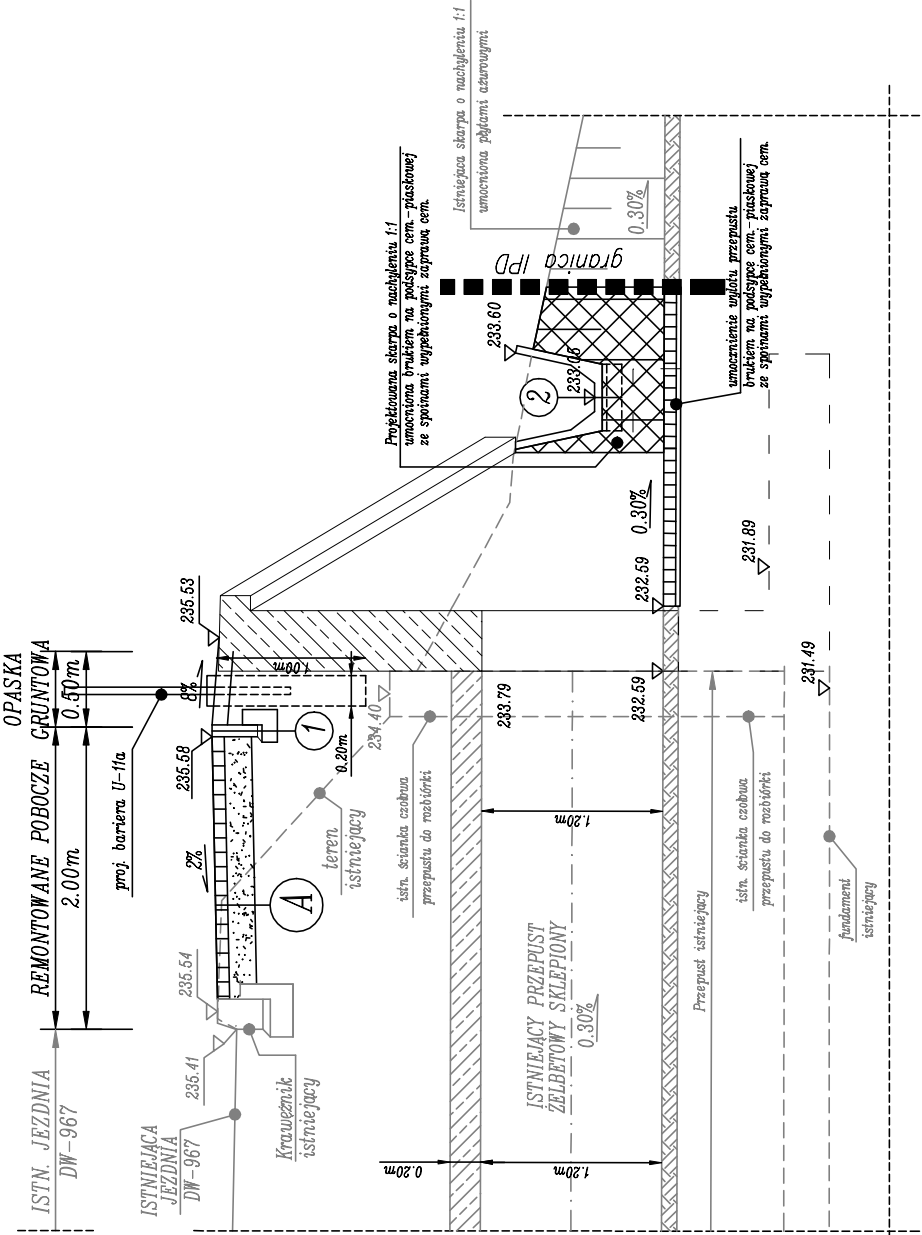 OPASKA
GRUNTOWA
REMONTOWANE POBOCZE
ISTN. JEZDNIA
DW-967
2.00m
0.50m
proj. bariera U-11a
ISTNIEJĄCA
JEZDNIA
DW-967
235.41
235.54
235.58
235.53
2%
8%
1.00m
0.20m
A
1
Krawężnik
istniejący
teren
istniejący
234.40
istn. ścianka czołowa
przepustu do rozbiórki
Projektowana skarpa o nachyleniu 1:1
umocniona brukiem na podsypce cem.-piaskowej
ze spoinami wypełnionymi zaprawą cem.
Istniejaca skarpa o nachyleniu 1:1
umocniona płytami ażurowymi
233.60
2
233.05
granica IPD
0.30%
0.20m
1.20m
1.20m
233.79
ISTNIEJĄCY PRZEPUST
ŻELBETOWY SKLEPIONY
0.30%
232.59
232.59
0.30%
Przepust istniejący
istn. ścianka czołowa
przepustu do rozbiórki
231.89
231.49
umocznienie wylotu przepustu
brukiem na podsypce cem.-piaskowej
ze spoinami wypełnionymi zaprawą cem.
fundament
istniejący